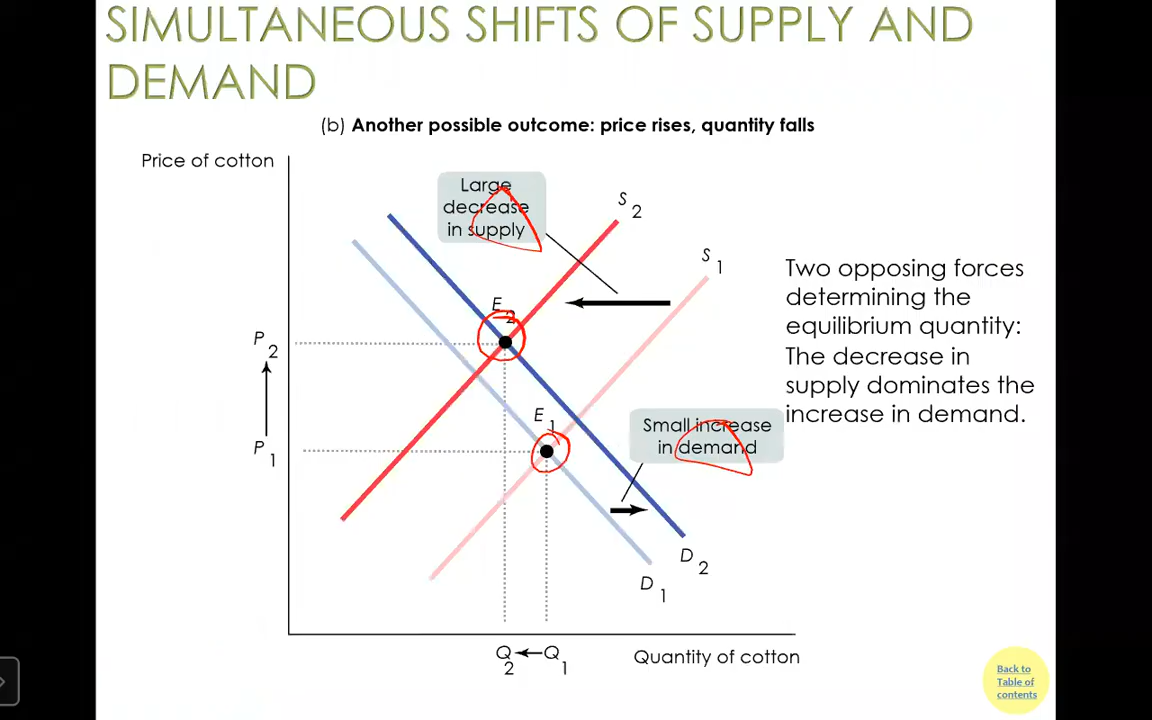 SIMULTANEOUS SHIFTS OF SUPPLY AND
DEMAND
(b) Another possible outcome: price rises, quantity falls
Price of cotton
Large
decrease
in supply
S 2
S 1
Two opposing forces
determining the
equilibrium quantity:
The decrease in
supply dominates the
increase in demand.
E 2
P 2
E 1
P 1
Small increase
in demand
D 2
D 1
Q 2
Q 1
Quantity of cotton
Back to
Table of
contents